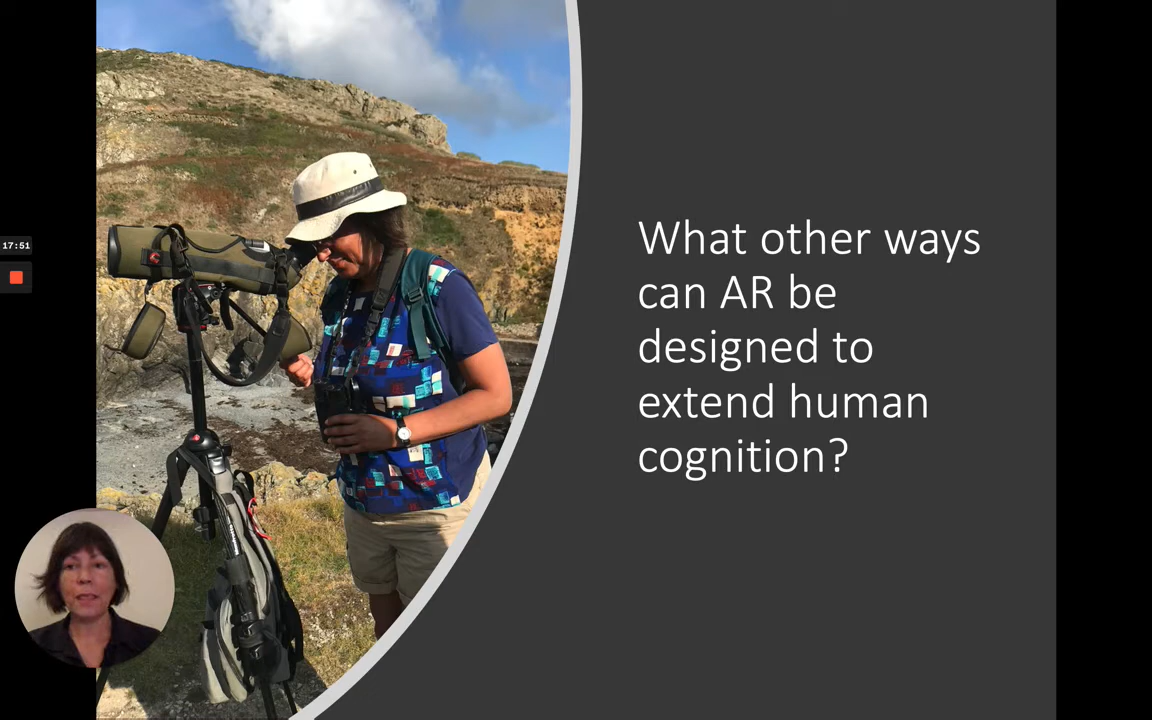 17:51
What other ways
can AR be
designed to
extend human
cognition?